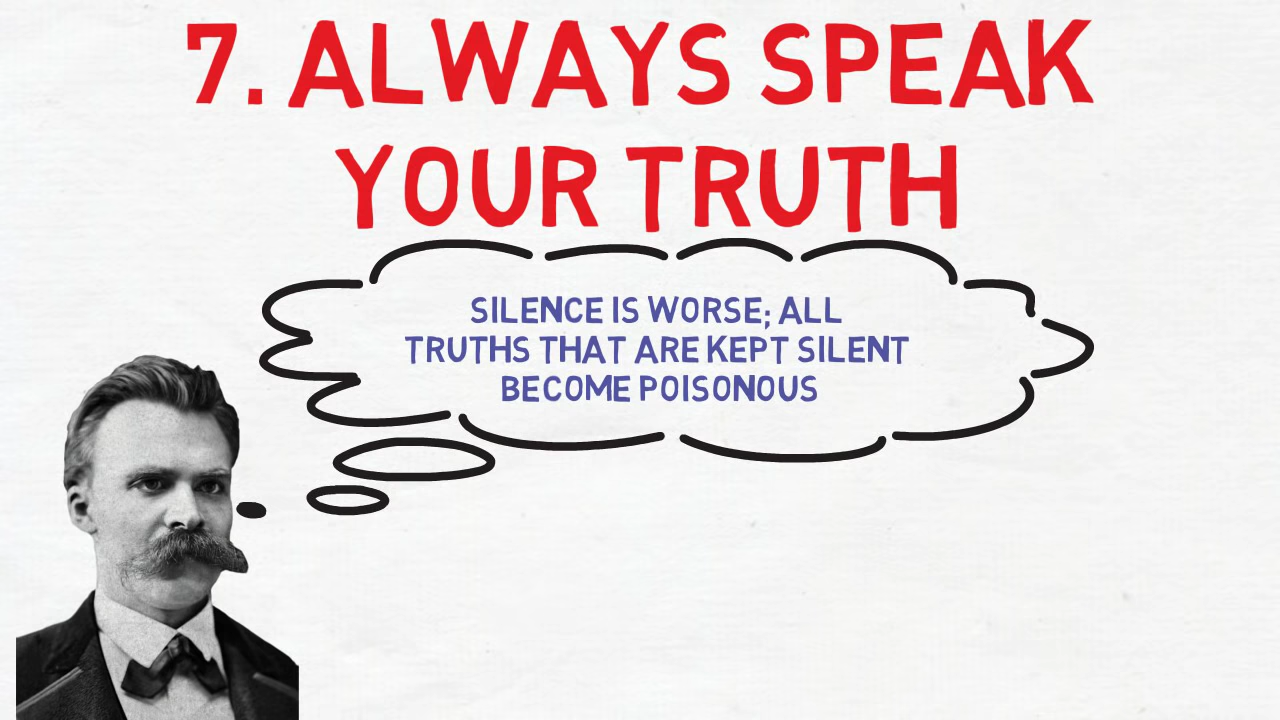 7. ALWAYS SPEAK
YOUR TRUTH
SILENCE IS WORSE; ALL
TRUTHS THAT ARE KEPT SILENT
BECOME POISONOUS